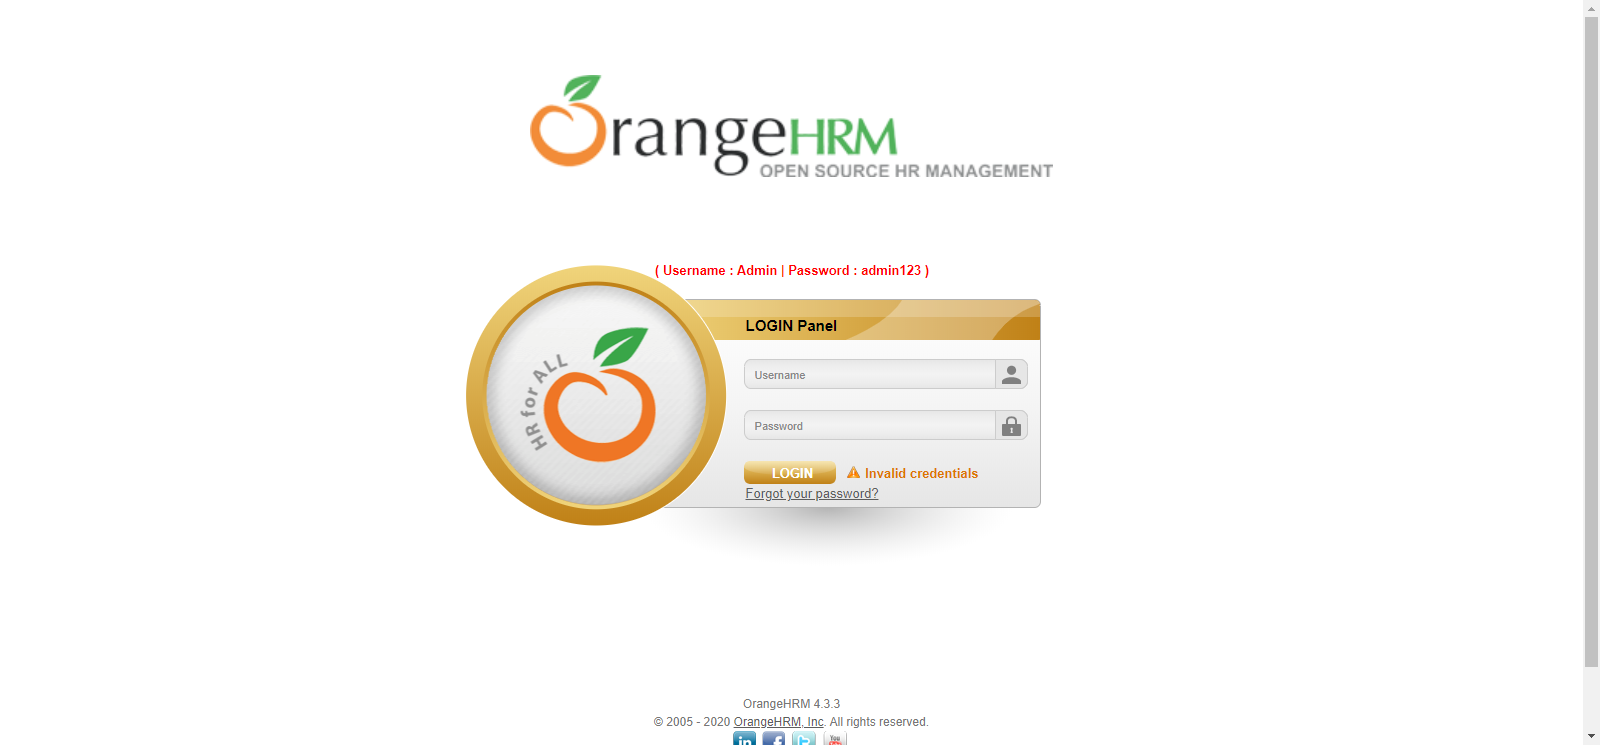 OrangeHRM
OPEN SOURCE HR MANAGEMENT
( Username : Admin | Password : admin123 )
HR for ALL
LOGIN Panel
Username
Password
LOGIN
Invalid credentials
Forgot your password?
OrangeHRM 4.3.3
© 2005 - 2020 OrangeHRM, Inc. All rights reserved.
in f t You